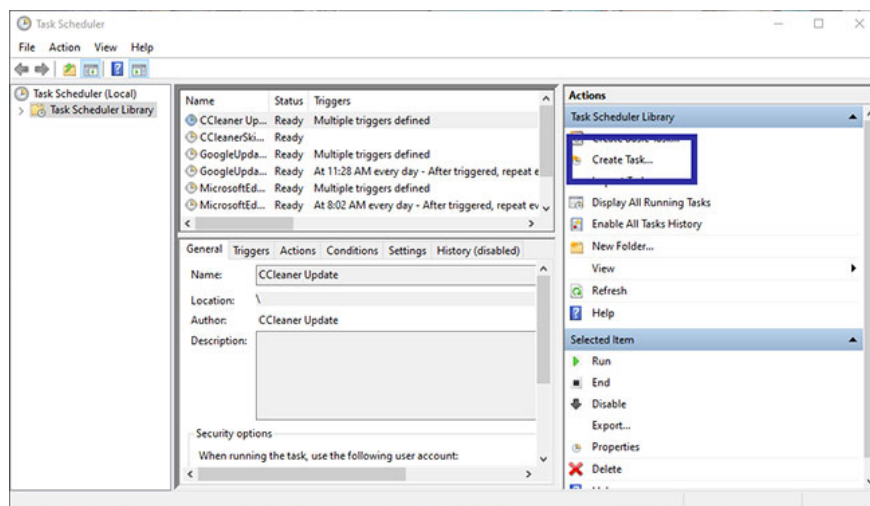 Task Scheduler
File Action View Help
Task Scheduler (Local)
Task Scheduler Library
Name Status Triggers
CCleaner Up... Ready Multiple triggers defined
CCleanerSki... Ready
GoogleUpda... Ready Multiple triggers defined
GoogleUpda... Ready At 11:28 AM every day - After triggered, repeat e
MicrosoftEd... Ready Multiple triggers defined
MicrosoftEd... Ready At 8:02 AM every day - After triggered, repeat ev
General Triggers Actions Conditions Settings History (disabled)
Name: CCleaner Update
Location: \
Author: CCleaner Update
Description:
Security options
When running the task, use the following user account:
Actions
Task Scheduler Library
Create Basic Task...
Create Task...
Display All Running Tasks
Enable All Tasks History
New Folder...
View
Refresh
Help
Selected Item
Run
End
Disable
Export...
Properties
Delete